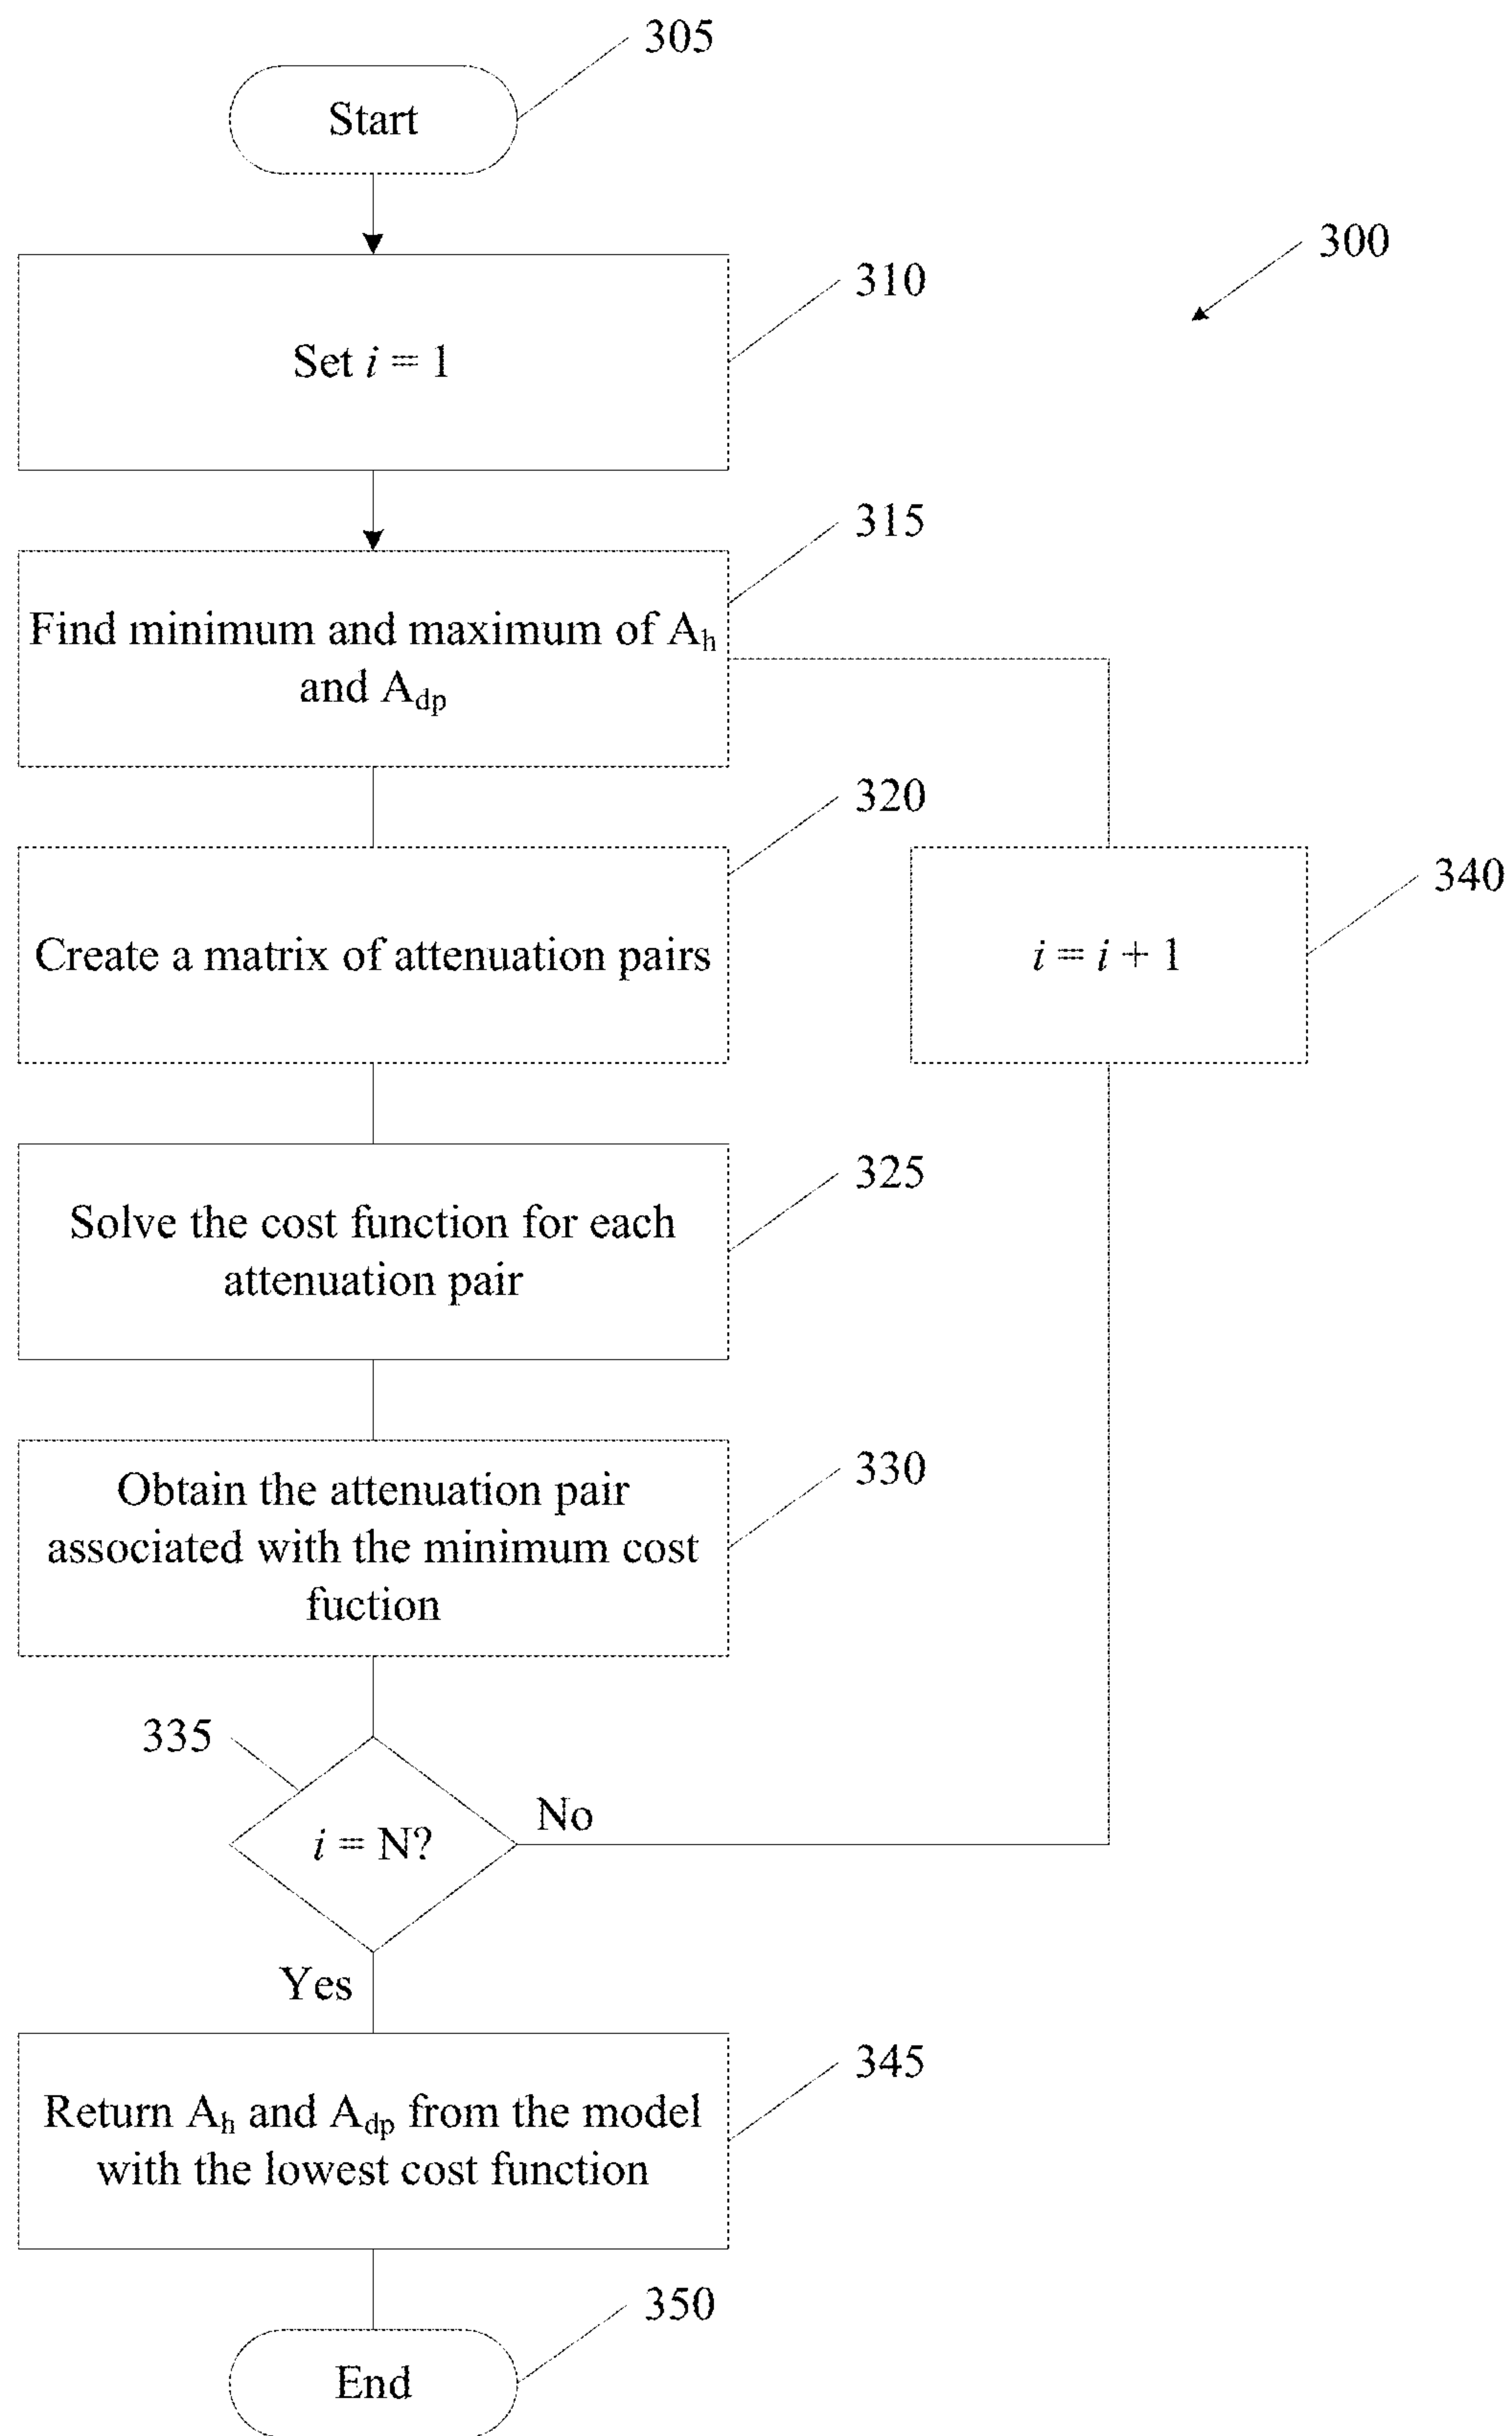 305
Start
300
310
Set i = 1
315
Find minimum and maximum of Aₕ
and A_dp
320
Create a matrix of attenuation pairs
340
i = i + 1
325
Solve the cost function for each
attenuation pair
330
Obtain the attenuation pair
associated with the minimum cost
fuction
335
i = N?
No
Yes
345
Return Aₕ and A_dp from the model
with the lowest cost function
350
End